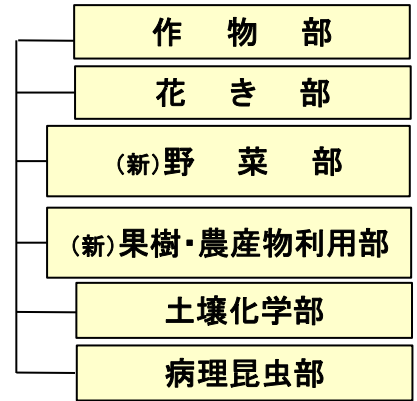 作　物　部
花　き　部
（新）野　菜　部
（新）果樹・農産物利用部
土壌化学部
病理昆虫部